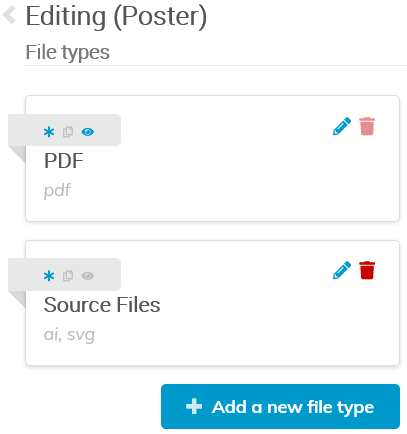 Editing (Poster)
File types
PDF
pdf
Source Files
ai, svg
Add a new file type